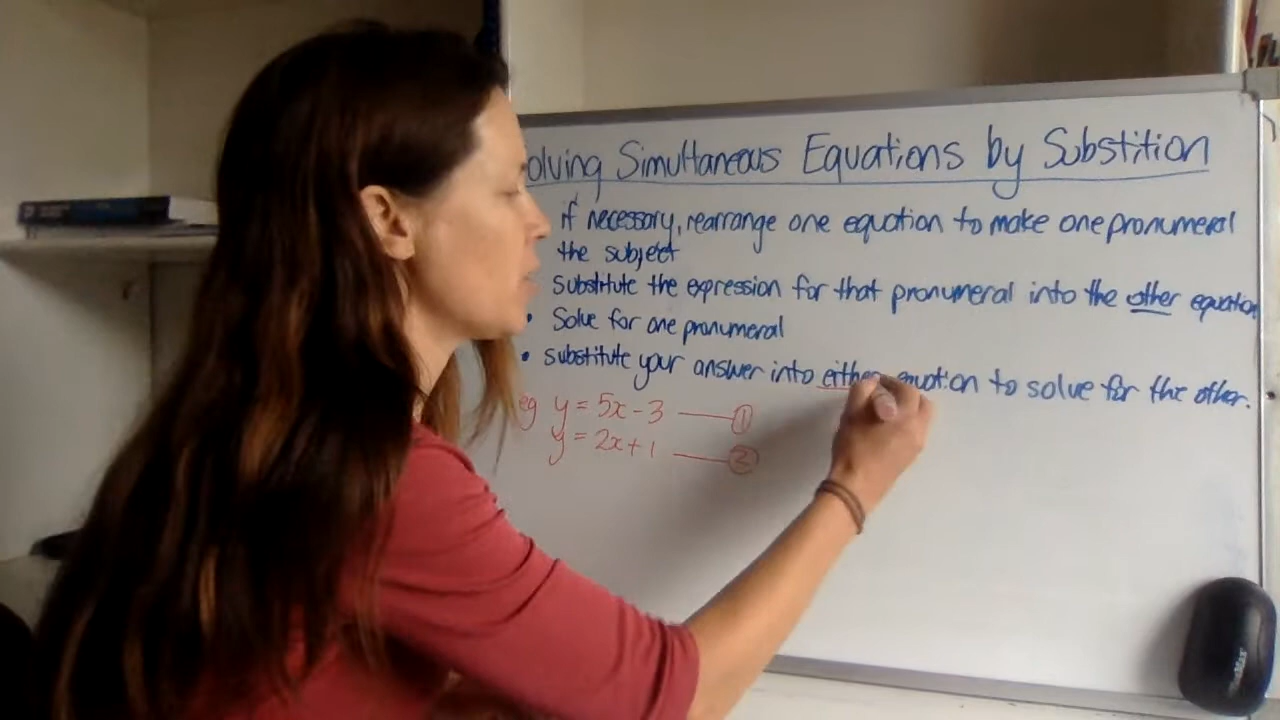 olving Simultaneous Equations by Substition
if necessary, rearrange one equation to make one pronumeral
the subject
substitute the expression for that pronumeral into the other equation
• Solve for one pronumeral
• substitute your answer into either equation to solve for the other.
eg y = 5x - 3 — ①
y = 2x + 1 — ②